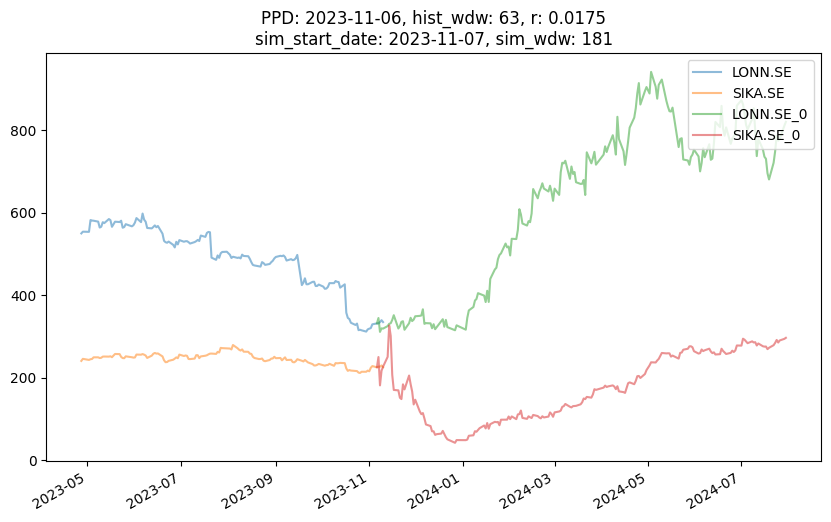 PPD: 2023-11-06, hist_wdw: 63, r: 0.0175
sim_start_date: 2023-11-07, sim_wdw: 181
LONN.SE
SIKA.SE
LONN.SE_0
SIKA.SE_0
800
600
400
200
0
2023-05
2023-07
2023-09
2023-11
2024-01
2024-03
2024-05
2024-07